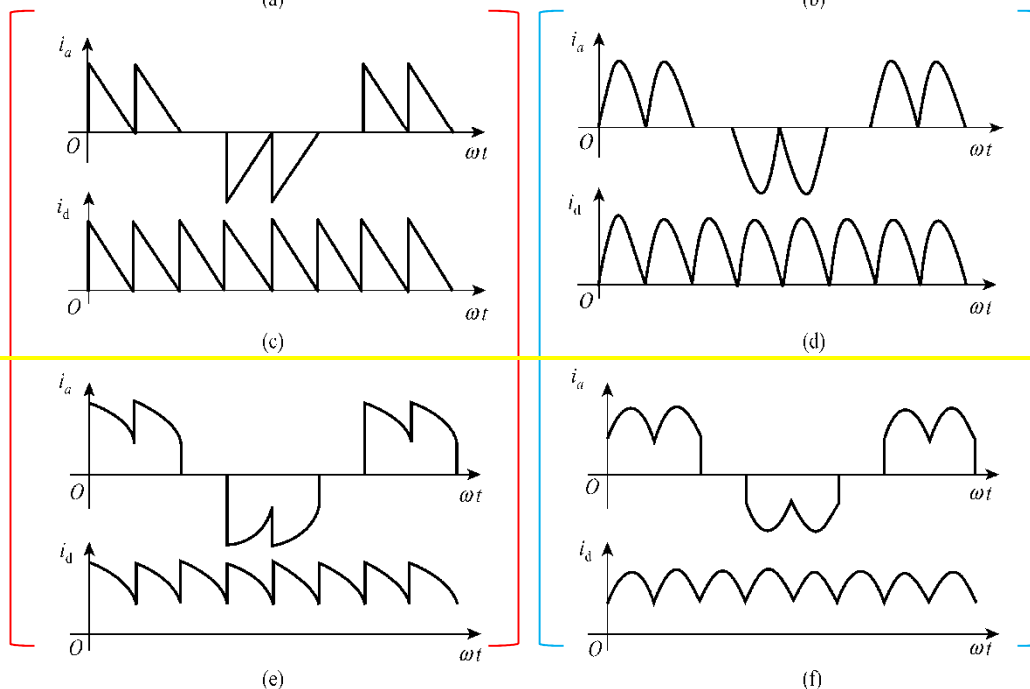 (a) (b)
i_a i_a
O ωt O ωt
i_d i_d
O ωt O ωt
(c) (d)
i_a i_a
O ωt O ωt
i_d i_d
O ωt O ωt
(e) (f)